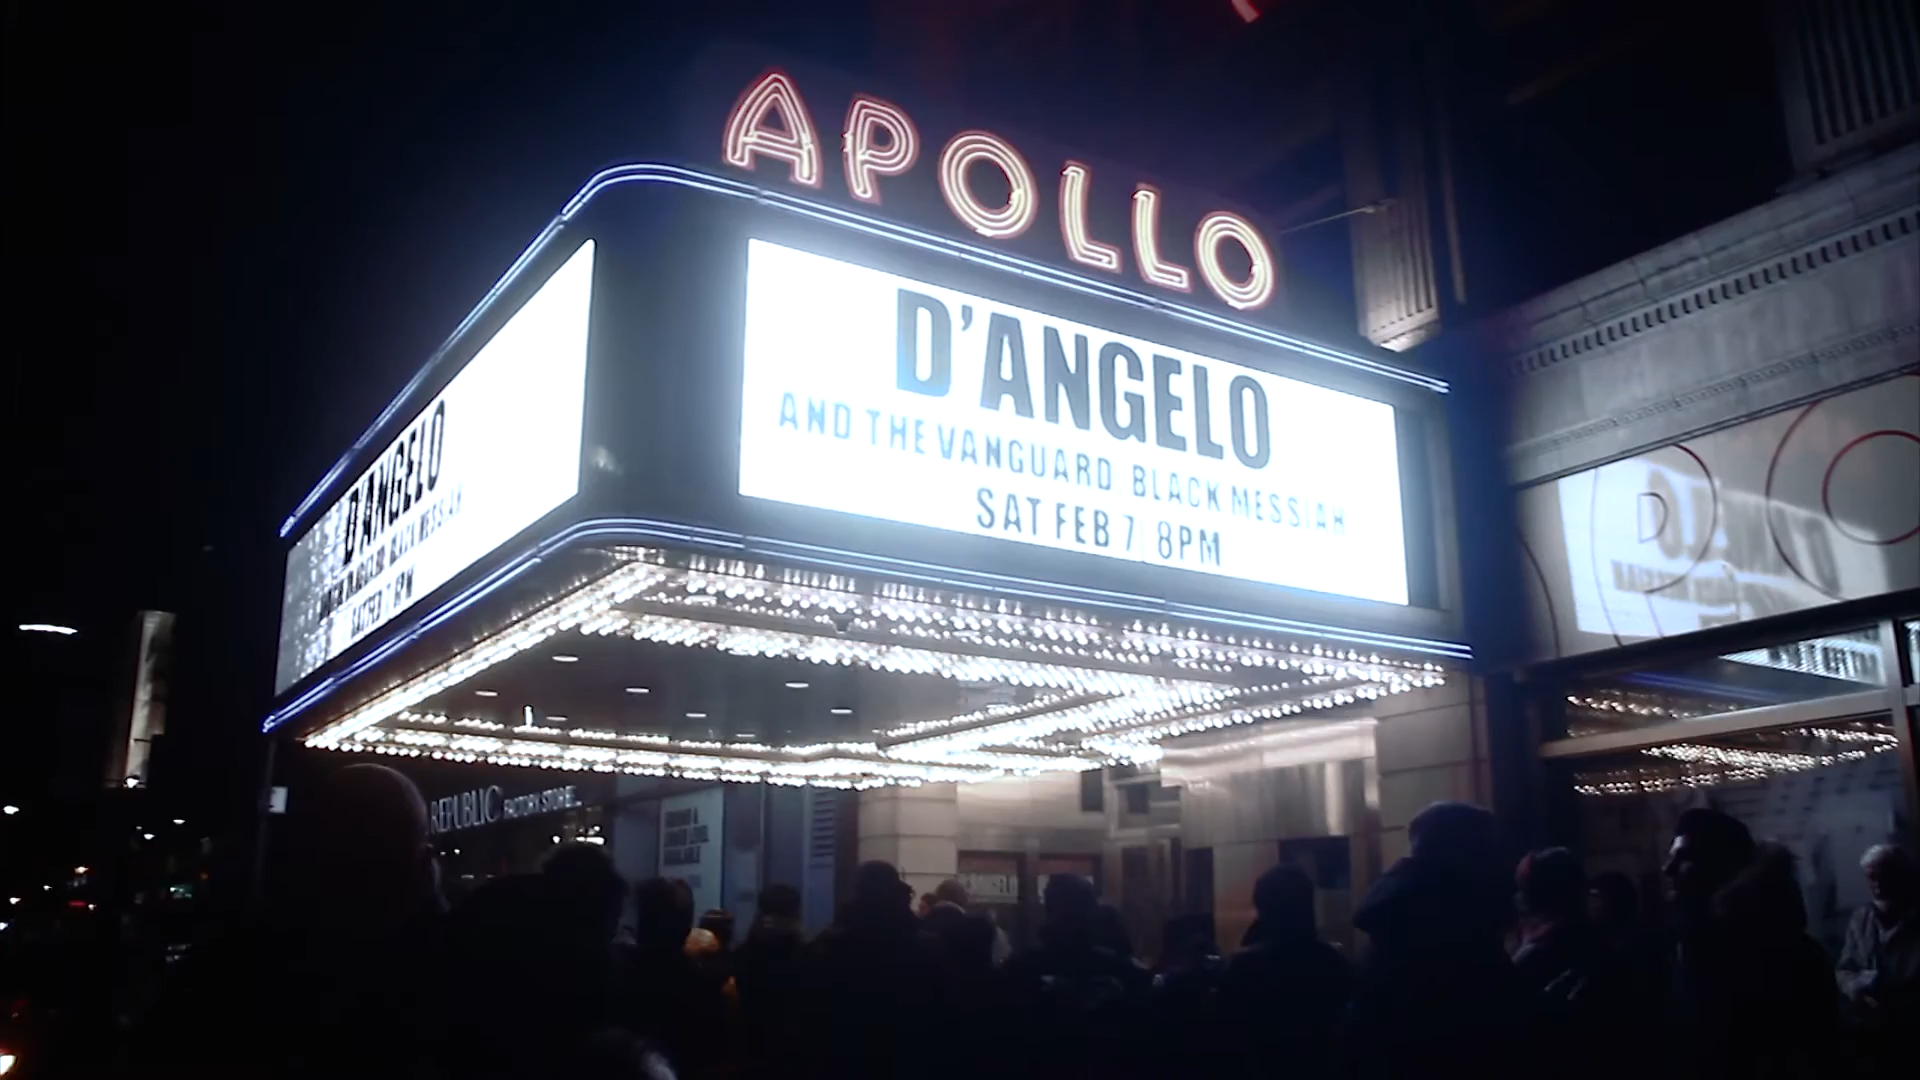 APOLLO
D'ANGELO
AND THE VANGUARD BLACK MESSIAH
SAT FEB 7 8PM
D'ANGELO
REPUBLIC FACTORY STORE